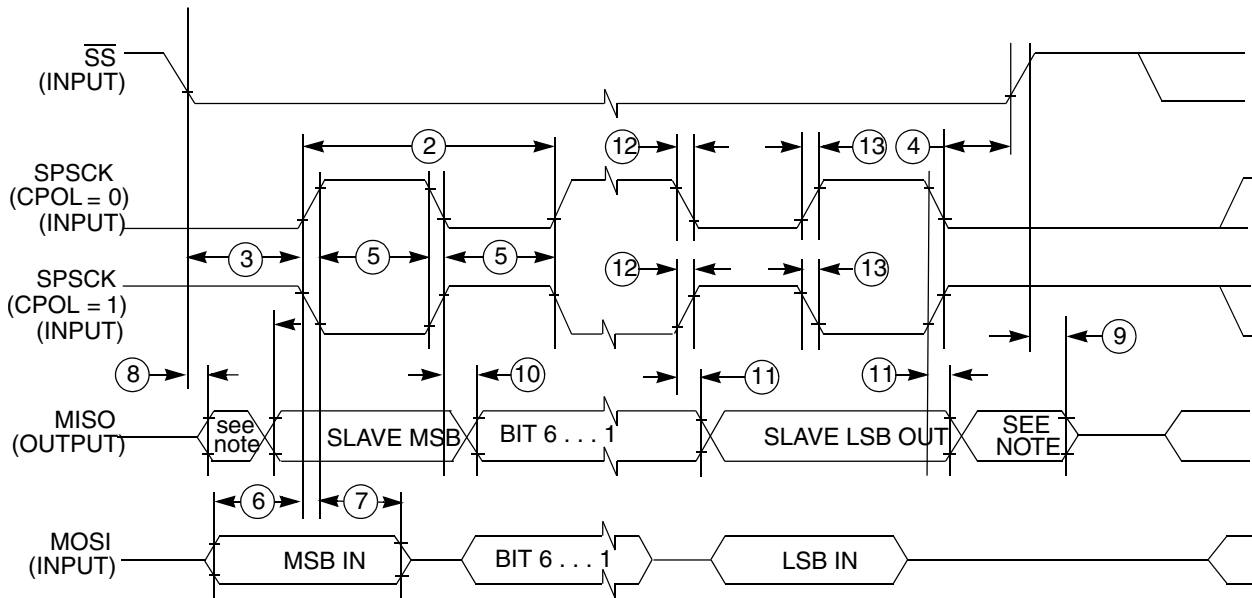 SS
(INPUT)
2
12
13
4
SPSCK
(CPOL = 0)
(INPUT)
3
5
5
12
13
SPSCK
(CPOL = 1)
(INPUT)
9
8
10
11
11
MISO
(OUTPUT)
see
note
SLAVE MSB
BIT 6 . . . 1
SLAVE LSB OUT
SEE
NOTE
6
7
MOSI
(INPUT)
MSB IN
BIT 6 . . . 1
LSB IN